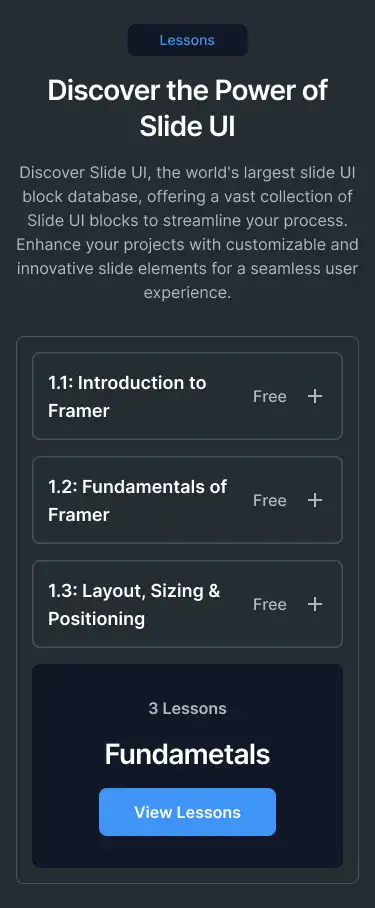 Lessons
Discover the Power of
Slide UI
Discover Slide UI, the world's largest slide UI
block database, offering a vast collection of
Slide UI blocks to streamline your process.
Enhance your projects with customizable and
innovative slide elements for a seamless user
experience.
1.1: Introduction to
Framer
Free
1.2: Fundamentals of
Framer
Free
1.3: Layout, Sizing &
Positioning
Free
3 Lessons
Fundametals
View Lessons